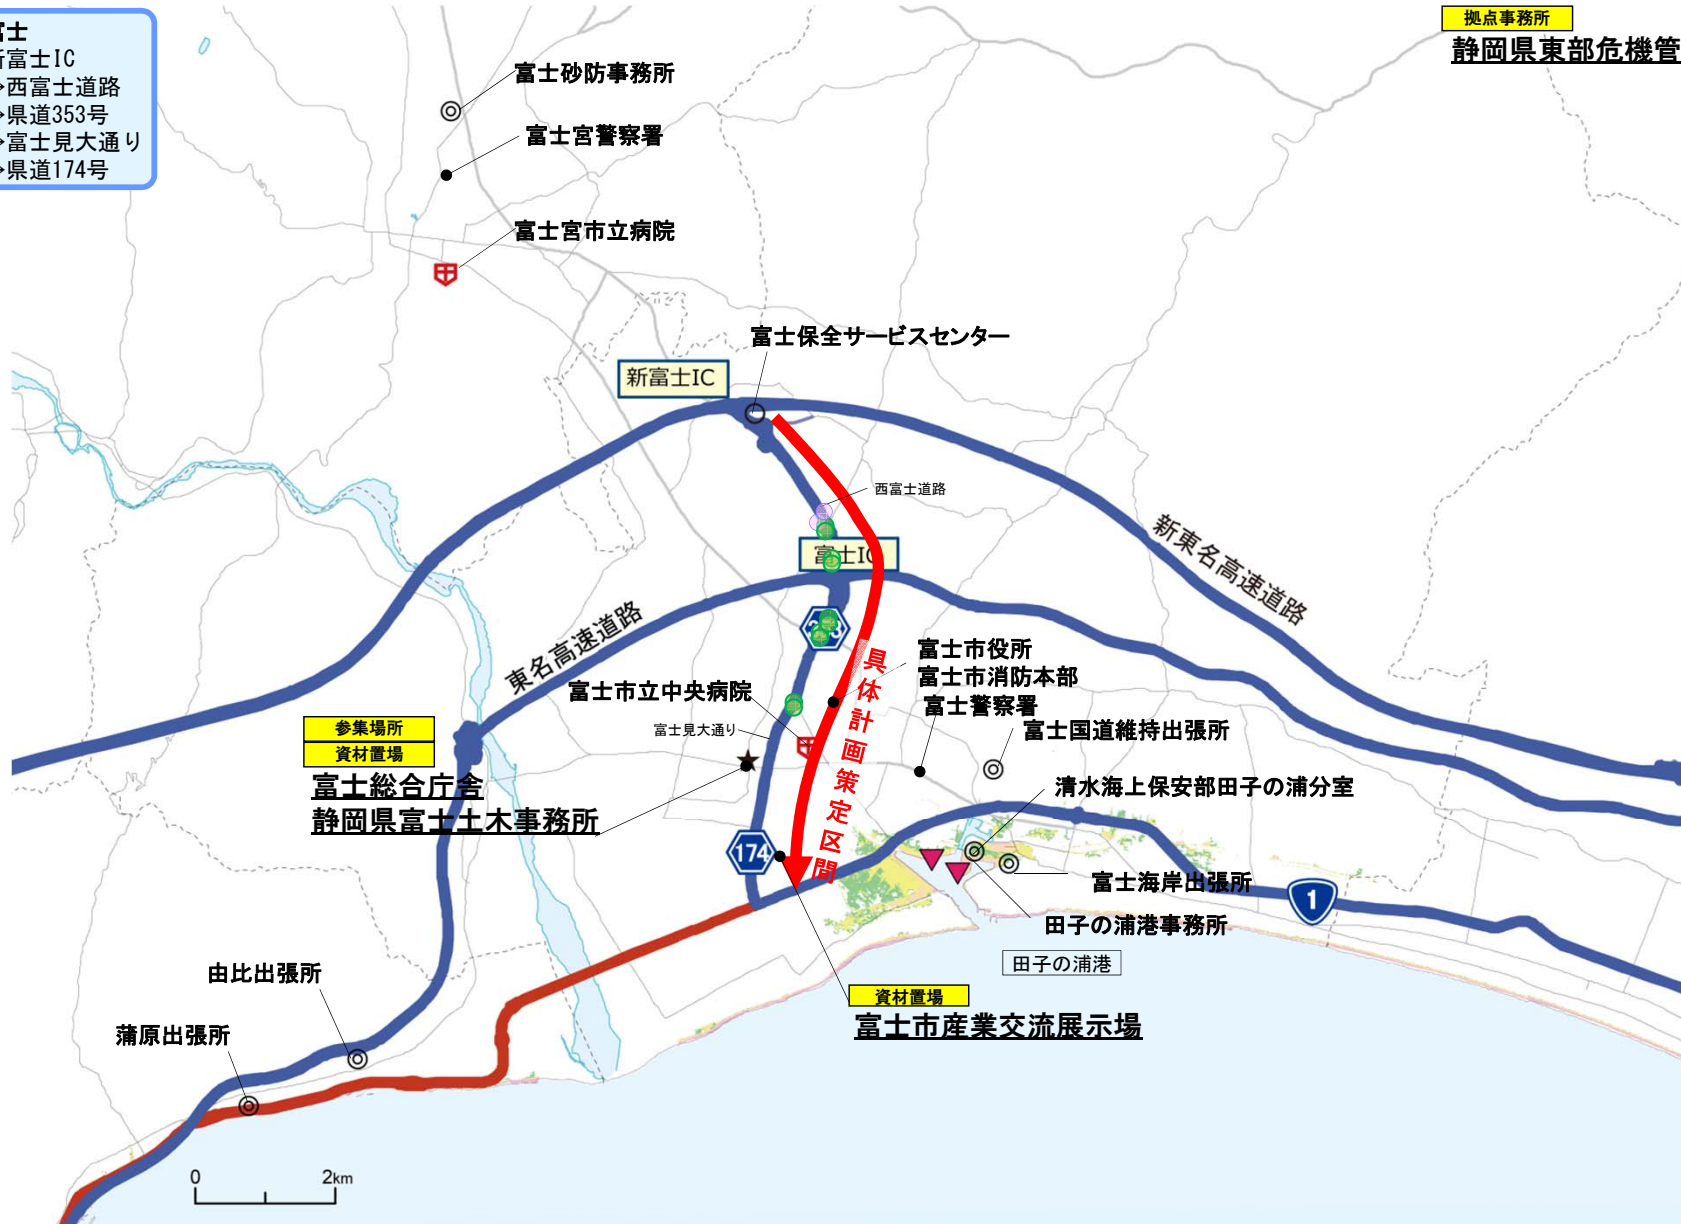 富士
新富士IC
→西富士道路
→県道353号
→富士見大通り
→県道174号
拠点事務所
静岡県東部危機管
富士砂防事務所
富士宮警察署
富士宮市立病院
富士保全サービスセンター
新富士IC
西富士道路
新東名高速道路
富士IC
東名高速道路
富士市役所
富士市消防本部
富士警察署
具体計画策定区間
富士市立中央病院
富士見大通り
富士国道維持出張所
参集場所
資材置場
富士総合庁舎
静岡県富士土木事務所
清水海上保安部田子の浦分室
174
富士海岸出張所
1
田子の浦港事務所
田子の浦港
由比出張所
資材置場
富士市産業交流展示場
蒲原出張所
0 2km